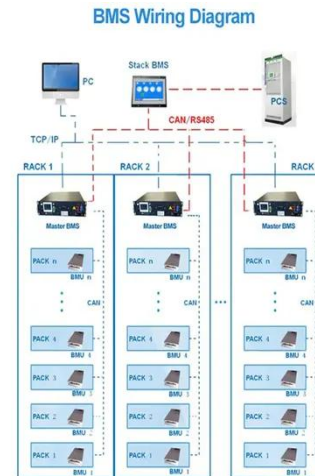 BMS Wiring Diagram
PC
Stack BMS
PCS
CAN/RS485
TCP/IP
RACK 1
RACK 2
RACK
Master BMS
Master BMS
Master BMS
PACK n
BMU n
PACK n
BMU n
PACK n
BMU n
CAN
CAN
CAN
PACK 4
BMU 4
PACK 4
BMU 4
PACK 4
BMU 4
PACK 3
BMU 3
PACK 3
BMU 3
PACK 3
BMU 3
PACK 2
BMU 2
PACK 2
BMU 2
PACK 2
BMU 2
PACK 1
BMU 1
PACK 1
BMU 1
PACK 1
BMU 1